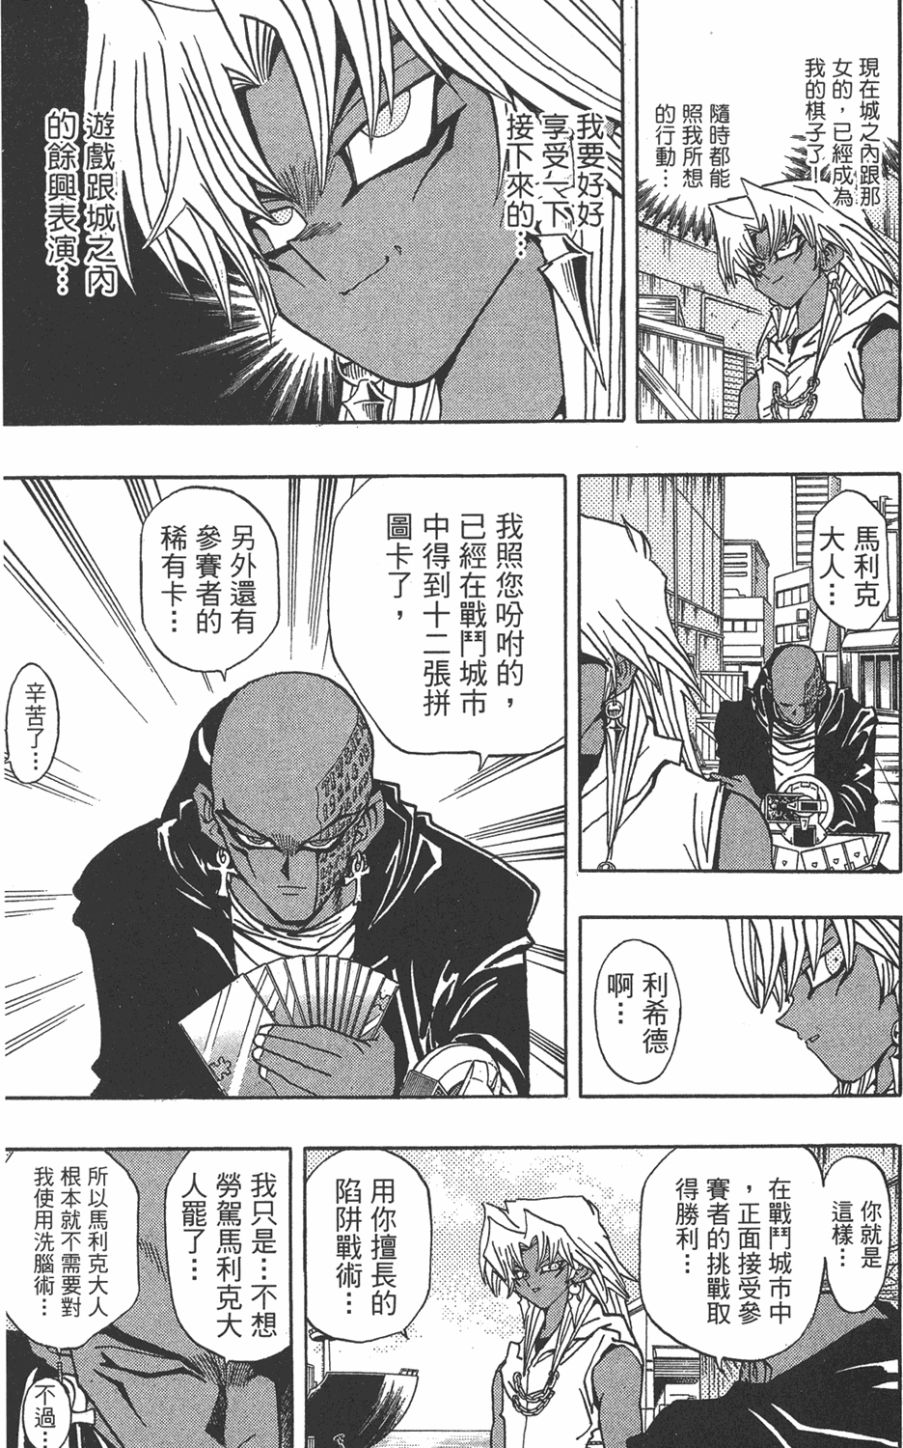 現在城之內跟那
女的，已經成為
我的棋子了！
隨時都能
照我所想
的行動…
我要好好
享受一下
接下來的…
遊戲跟城之內
的餘興表演…
馬利克
大人…
我照您吩咐的，
已經在戰鬥城市
中得到十二張拼
圖卡了，
另外還有
參賽者的
稀有卡…
辛苦了…
利希德
啊…
你就是
這樣…
在戰鬥城市中
，正面接受參
賽者的挑戰取
得勝利…
用你擅長的
陷阱戰術…
我只是…不想
勞駕馬利克大
人罷了…
所以馬利克大人
根本就不需要對
我使用洗腦術…
不過…